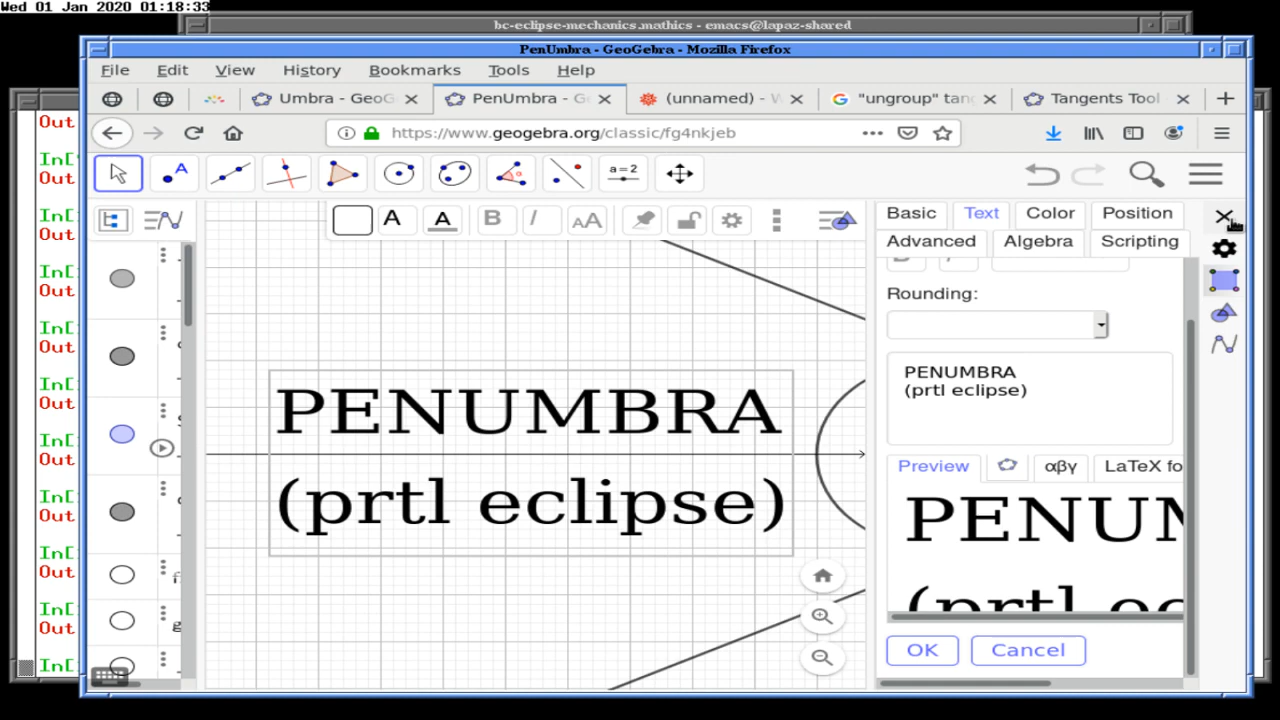 Wed 01 Jan 2020 01:18:33
bc-eclipse-mechanics.mathics - emacs@lapaz-shared
PenUmbra - GeoGebra - Mozilla Firefox
File Edit View History Bookmarks Tools Help
Umbra - GeoG PenUmbra - G (unnamed) - W "ungroup" tan Tangents Tool
https://www.geogebra.org/classic/fg4nkjeb
A
a=2
A A B I AA
Basic Text Color Position
Advanced Algebra Scripting
B I
Rounding:
PENUMBRA
(prtl eclipse)
PENUMBRA
(prtl eclipse)
Preview αβγ LaTeX fo
PENUM
(prtl ec
OK Cancel
Out
In[
Out
In[
Out
In[
Out
In[
Out
In[
Out
In[
Out
In[
Out
In[
Out
In[
Out
In[